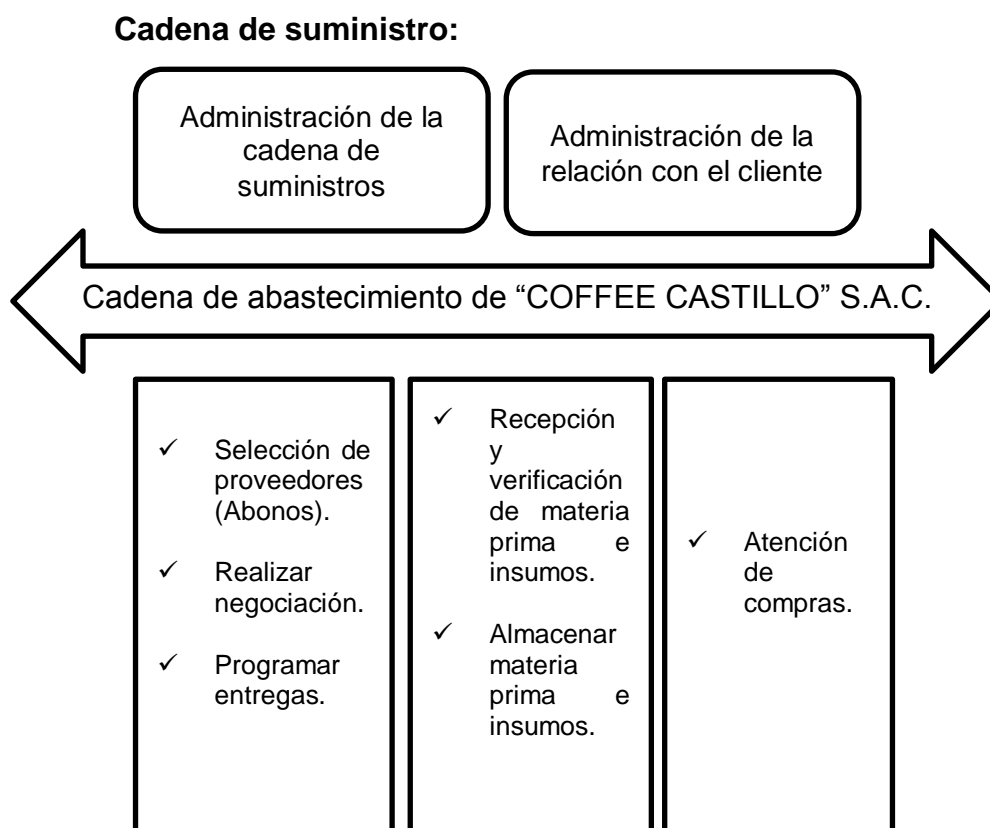 Cadena de suministro:
Administración de la
cadena de
suministros
Administración de la
relación con el cliente
Cadena de abastecimiento de “COFFEE CASTILLO” S.A.C.
✓ Selección de
proveedores
(Abonos).
✓ Realizar
negociación.
✓ Programar
entregas.
✓ Recepción
y
verificación
de materia
prima e
insumos.
✓ Almacenar
materia
prima e
insumos.
✓ Atención
de
compras.